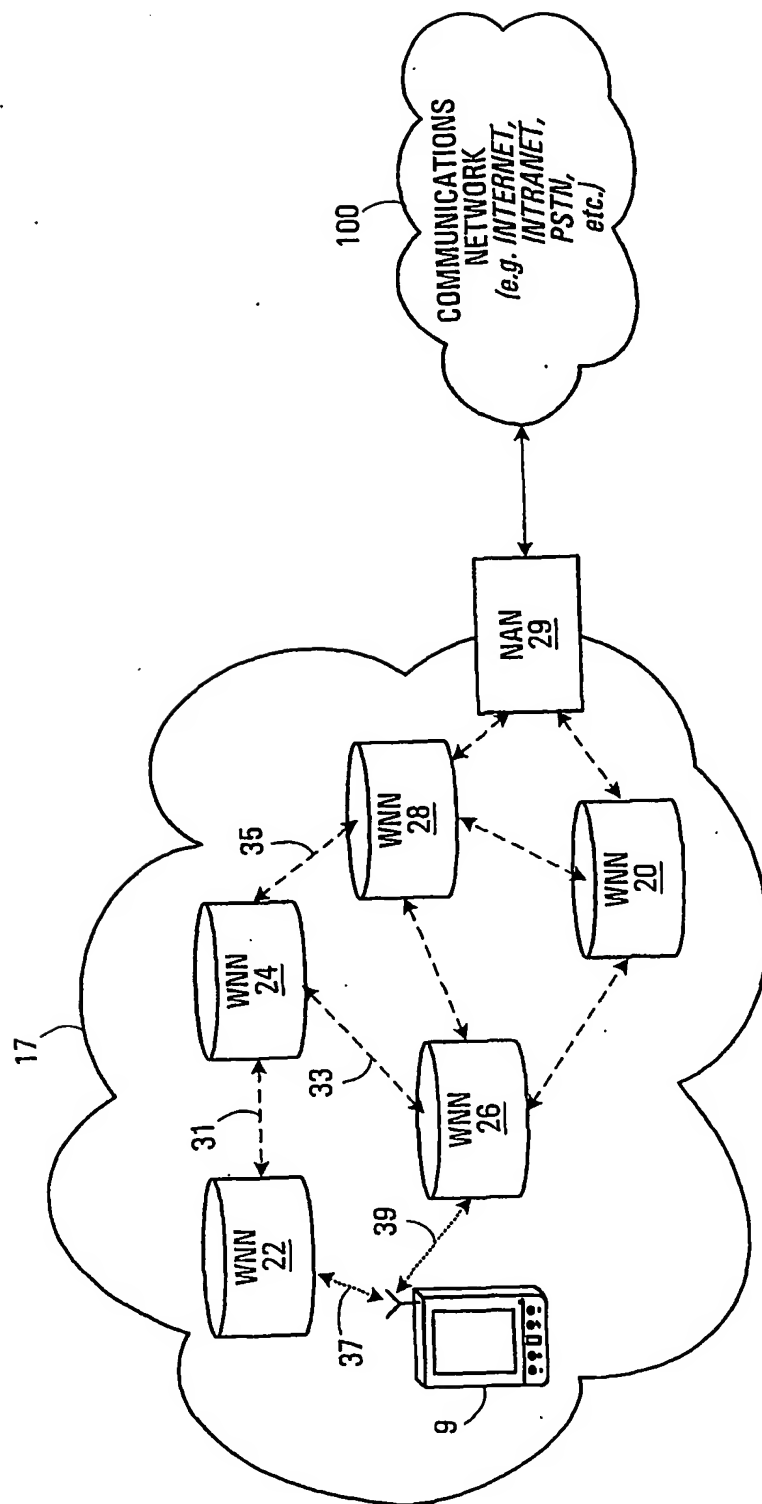 17
100
COMMUNICATIONS
NETWORK
(e.g. INTERNET,
INTRANET,
PSTN,
etc.)
31
35
WNN
22
WNN
24
33
WNN
28
NAN
29
37
39
WNN
26
WNN
20
9